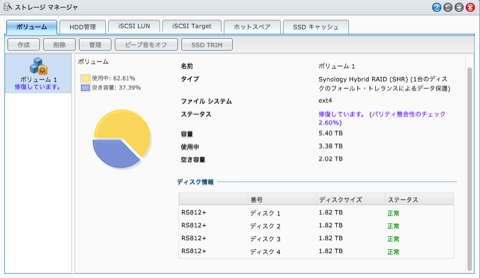 ストレージ マネージャ
ボリューム
HDD管理
iSCSI LUN
iSCSI Target
ホットスペア
SSD キャッシュ
作成
削除
管理
ビープ音をオフ
SSD TRIM
ボリューム 1
修復しています。
ボリューム
使用中: 62.61%
空き容量: 37.39%
名前 ボリューム 1
タイプ Synology Hybrid RAID (SHR) (1台のディス
クのフォールト・トレランスによるデータ保護)
ファイル システム ext4
ステータス 修復しています。 (パリティ整合性のチェック
2.60%)
容量 5.40 TB
使用中 3.38 TB
空き容量 2.02 TB
ディスク情報
番号 ディスクサイズ ステータス
RS812+ ディスク 1 1.82 TB 正常
RS812+ ディスク 2 1.82 TB 正常
RS812+ ディスク 3 1.82 TB 正常
RS812+ ディスク 4 1.82 TB 正常